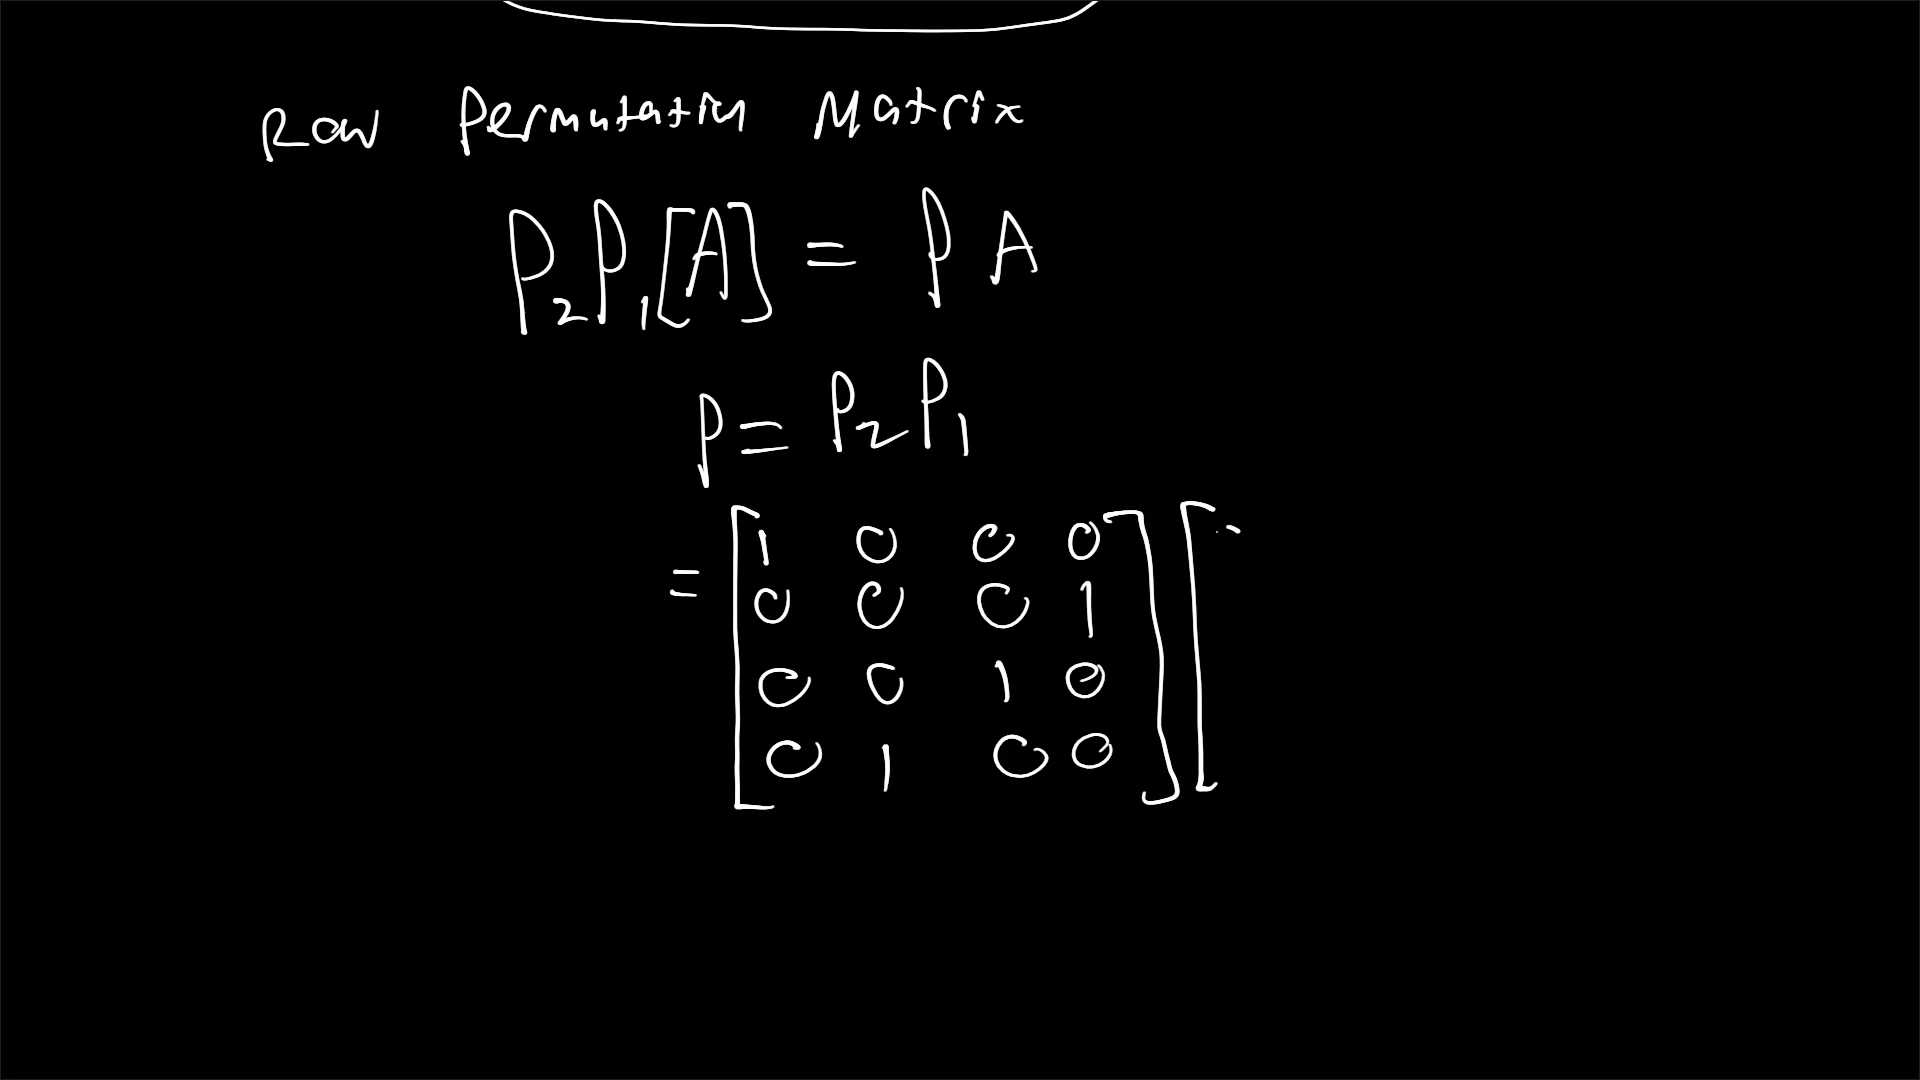 Row Permutation Matrix
P₂P₁[A] = PA
P = P₂P₁
= [1 0 0 0] [
0 0 0 1
0 0 1 0
0 1 0 0